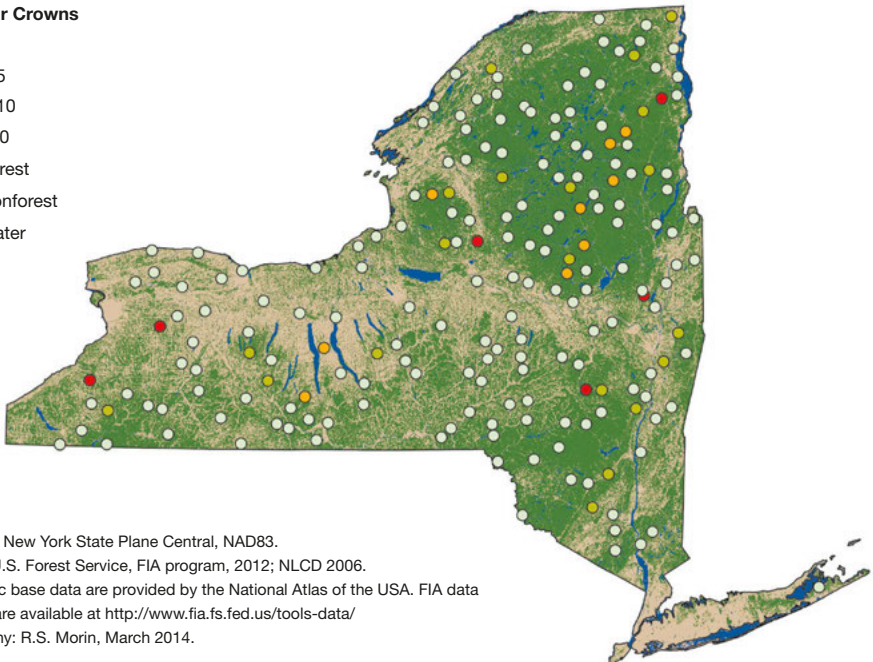 r Crowns
5
10
0
rest
nforest
ater
New York State Plane Central, NAD83.
.S. Forest Service, FIA program, 2012; NLCD 2006.
c base data are provided by the National Atlas of the USA. FIA data
are available at http://www.fia.fs.fed.us/tools-data/
hy: R.S. Morin, March 2014.